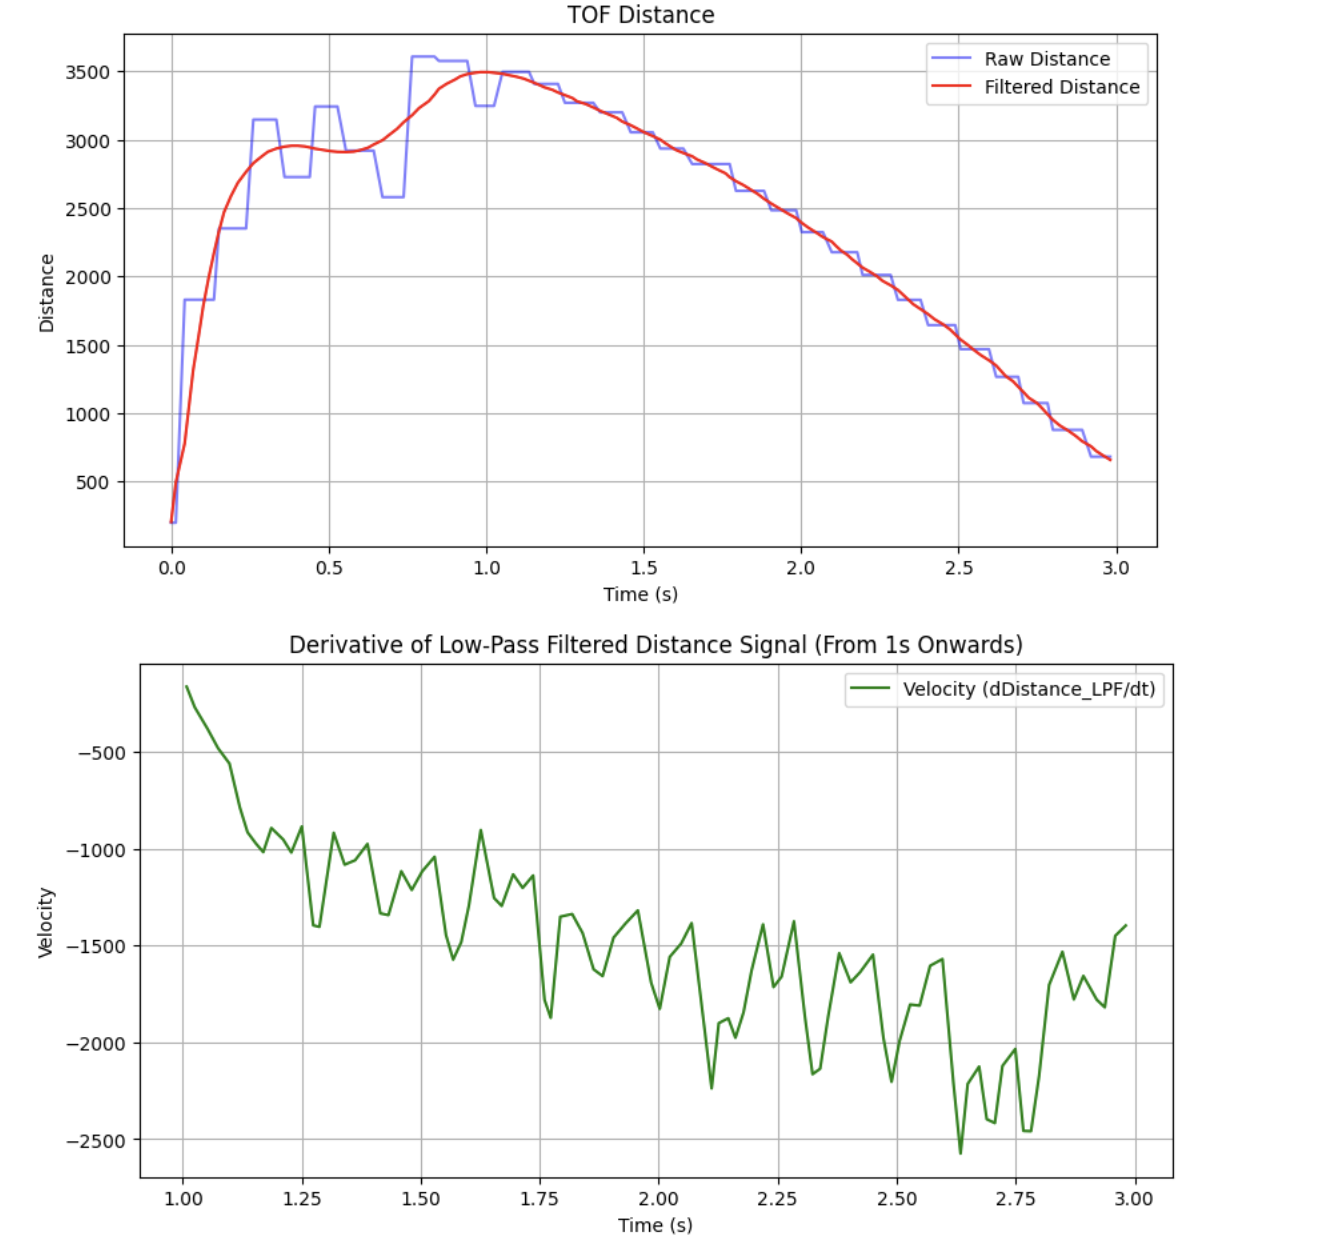 TOF Distance
3500
3000
2500
2000
1500
1000
500
Distance
Raw Distance
Filtered Distance
0.0 0.5 1.0 1.5 2.0 2.5 3.0
Time (s)
Derivative of Low-Pass Filtered Distance Signal (From 1s Onwards)
Velocity (dDistance_LPF/dt)
−500
−1000
−1500
−2000
−2500
Velocity
1.00 1.25 1.50 1.75 2.00 2.25 2.50 2.75 3.00
Time (s)